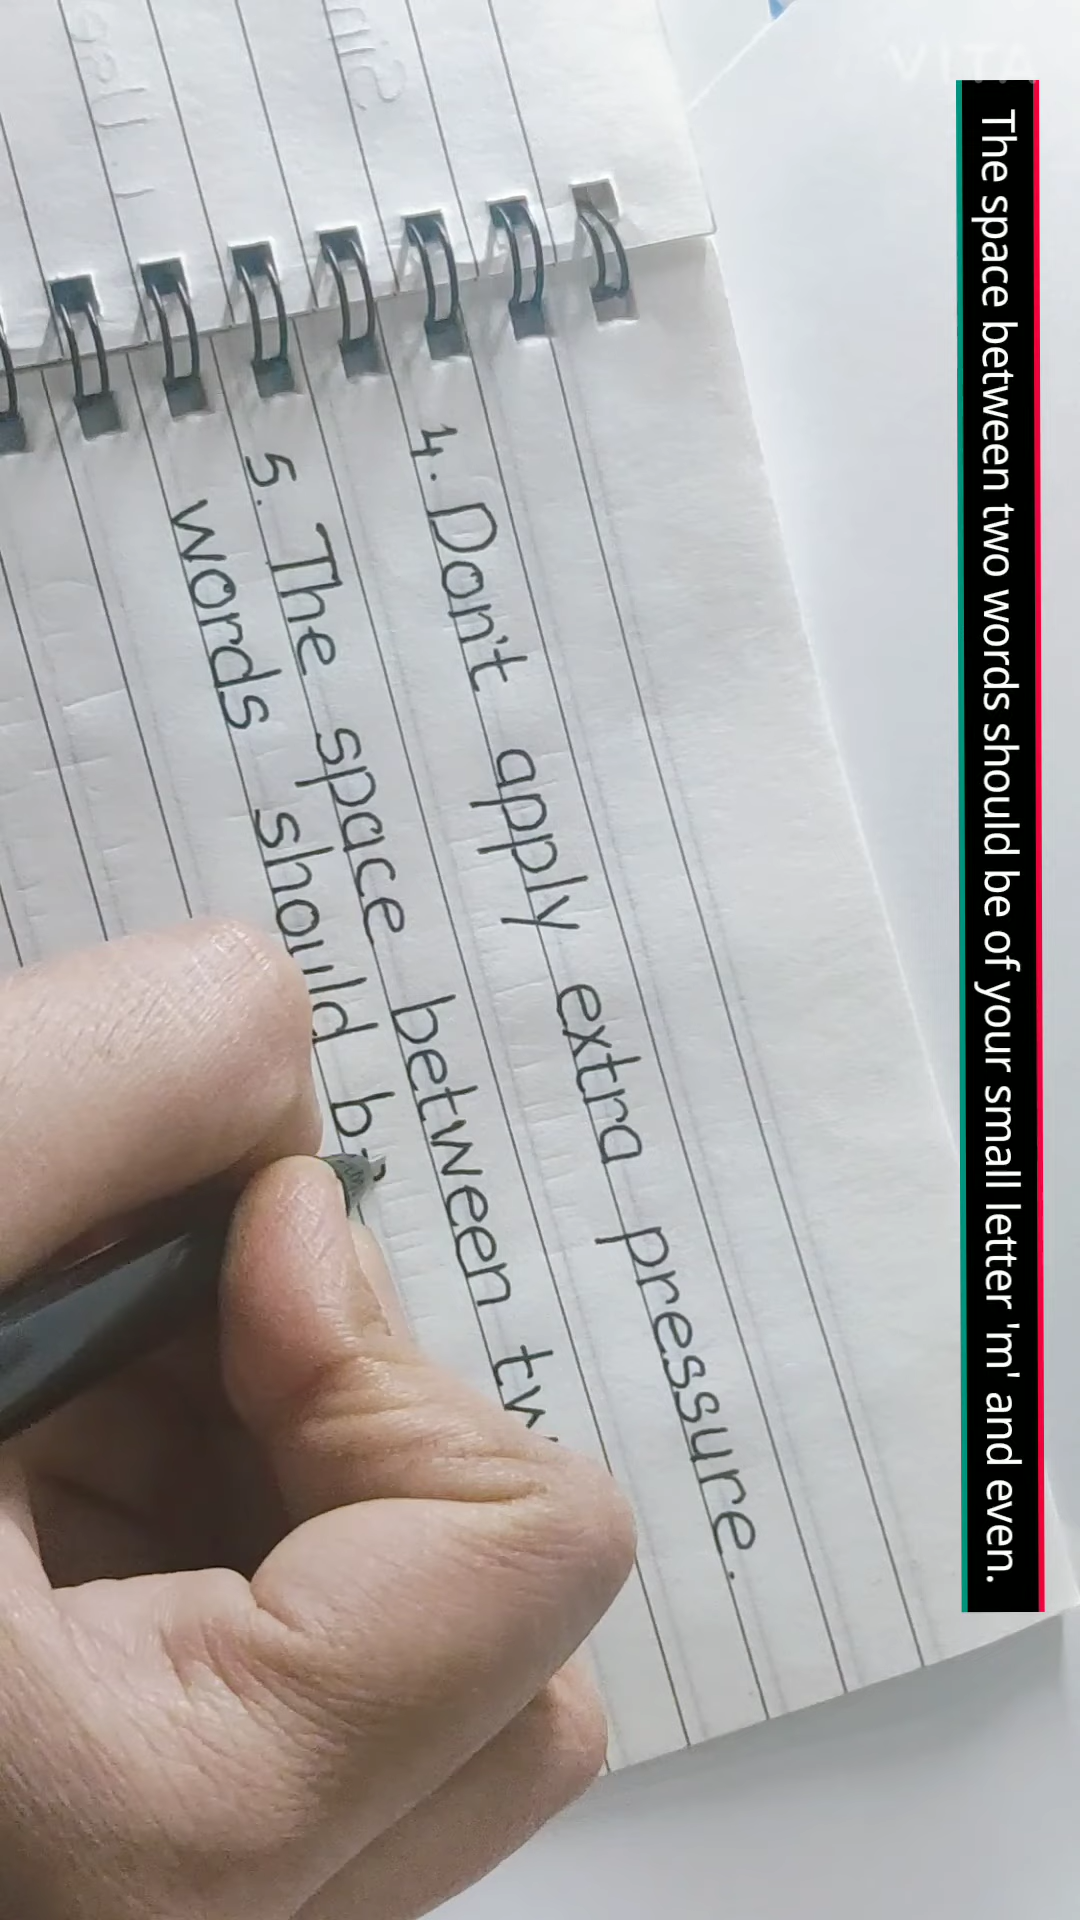 VITA
The space between two words should be of your small letter 'm' and even.
4. Don't apply extra pressure.
5. The space between
words should